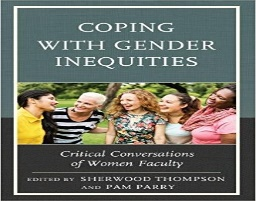 COPING
WITH GENDER
INEQUITIES
Critical Conversations
of Women Faculty
EDITED BY SHERWOOD THOMPSON
AND PAM PARRY